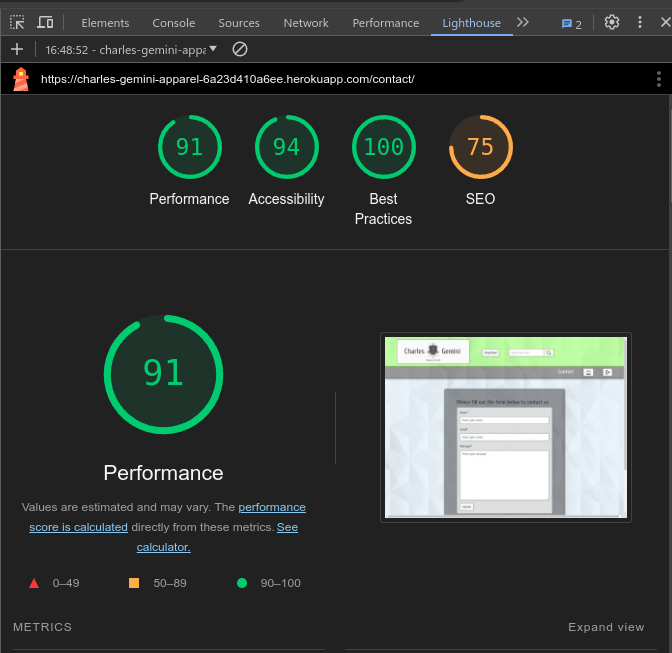 Elements Console Sources Network Performance Lighthouse 2
16:48:52 - charles-gemini-appa
https://charles-gemini-apparel-6a23d410a6ee.herokuapp.com/contact/
91 94 100 75
Performance Accessibility Best Practices SEO
91
Charles Gemini
Contact
Please fill out the form below to contact us
Performance
Values are estimated and may vary. The performance
score is calculated directly from these metrics. See
calculator.
0–49 50–89 90–100
METRICS Expand view